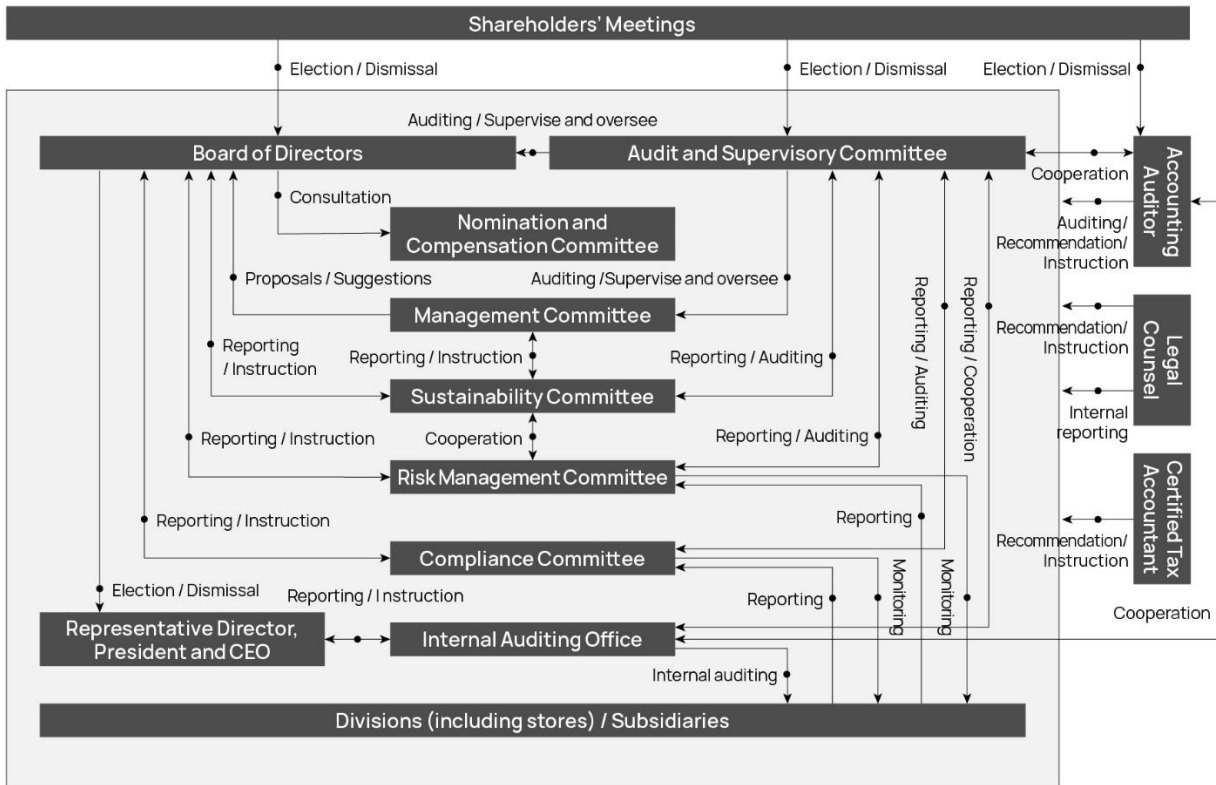 Shareholders' Meetings
Election / Dismissal
Election / Dismissal
Election / Dismissal
Auditing / Supervise and oversee
Board of Directors
Audit and Supervisory Committee
Accounting
Auditor
Cooperation
Consultation
Nomination and
Compensation Committee
Auditing/
Recommendation/
Instruction
Proposals / Suggestions
Auditing /Supervise and oversee
Management Committee
Reporting / Auditing
Reporting / Cooperation
Recommendation/
Instruction
Legal
Counsel
Reporting
/ Instruction
Reporting / Instruction
Reporting / Auditing
Sustainability Committee
Internal
reporting
Reporting / Instruction
Cooperation
Reporting / Auditing
Risk Management Committee
Certified Tax
Accountant
Reporting / Instruction
Reporting
Recommendation/
Instruction
Compliance Committee
Monitoring
Monitoring
Election / Dismissal
Reporting / Instruction
Reporting
Cooperation
Representative Director,
President and CEO
Internal Auditing Office
Internal auditing
Divisions (including stores) / Subsidiaries